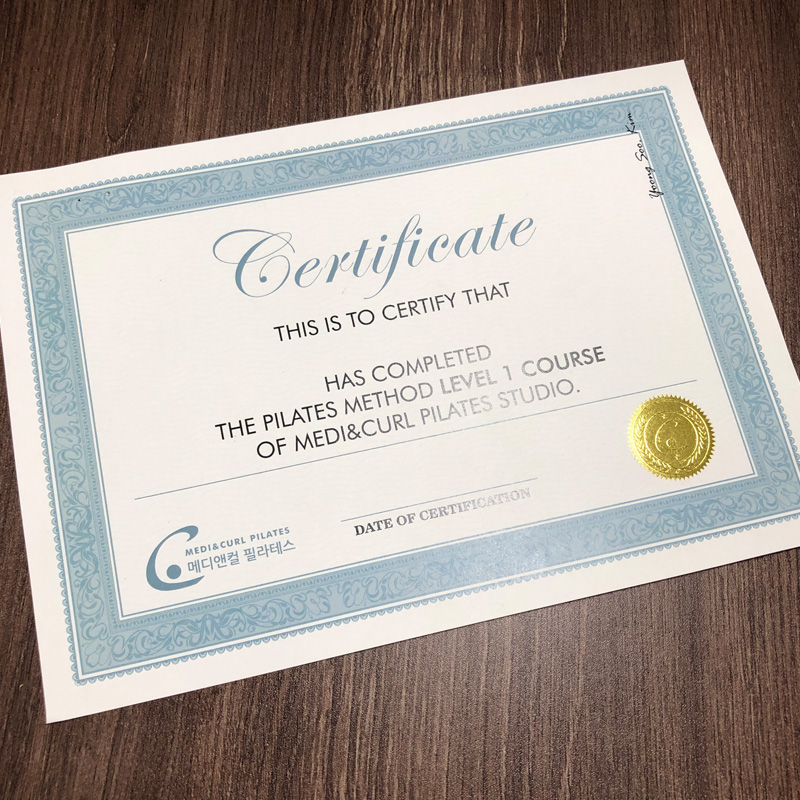 Certificate
THIS IS TO CERTIFY THAT
HAS COMPLETED
THE PILATES METHOD LEVEL 1 COURSE
OF MEDI&CURL PILATES STUDIO.
DATE OF CERTIFICATION
MEDI&CURL PILATES
메디앤컬 필라테스
Yeong Soo, Kim